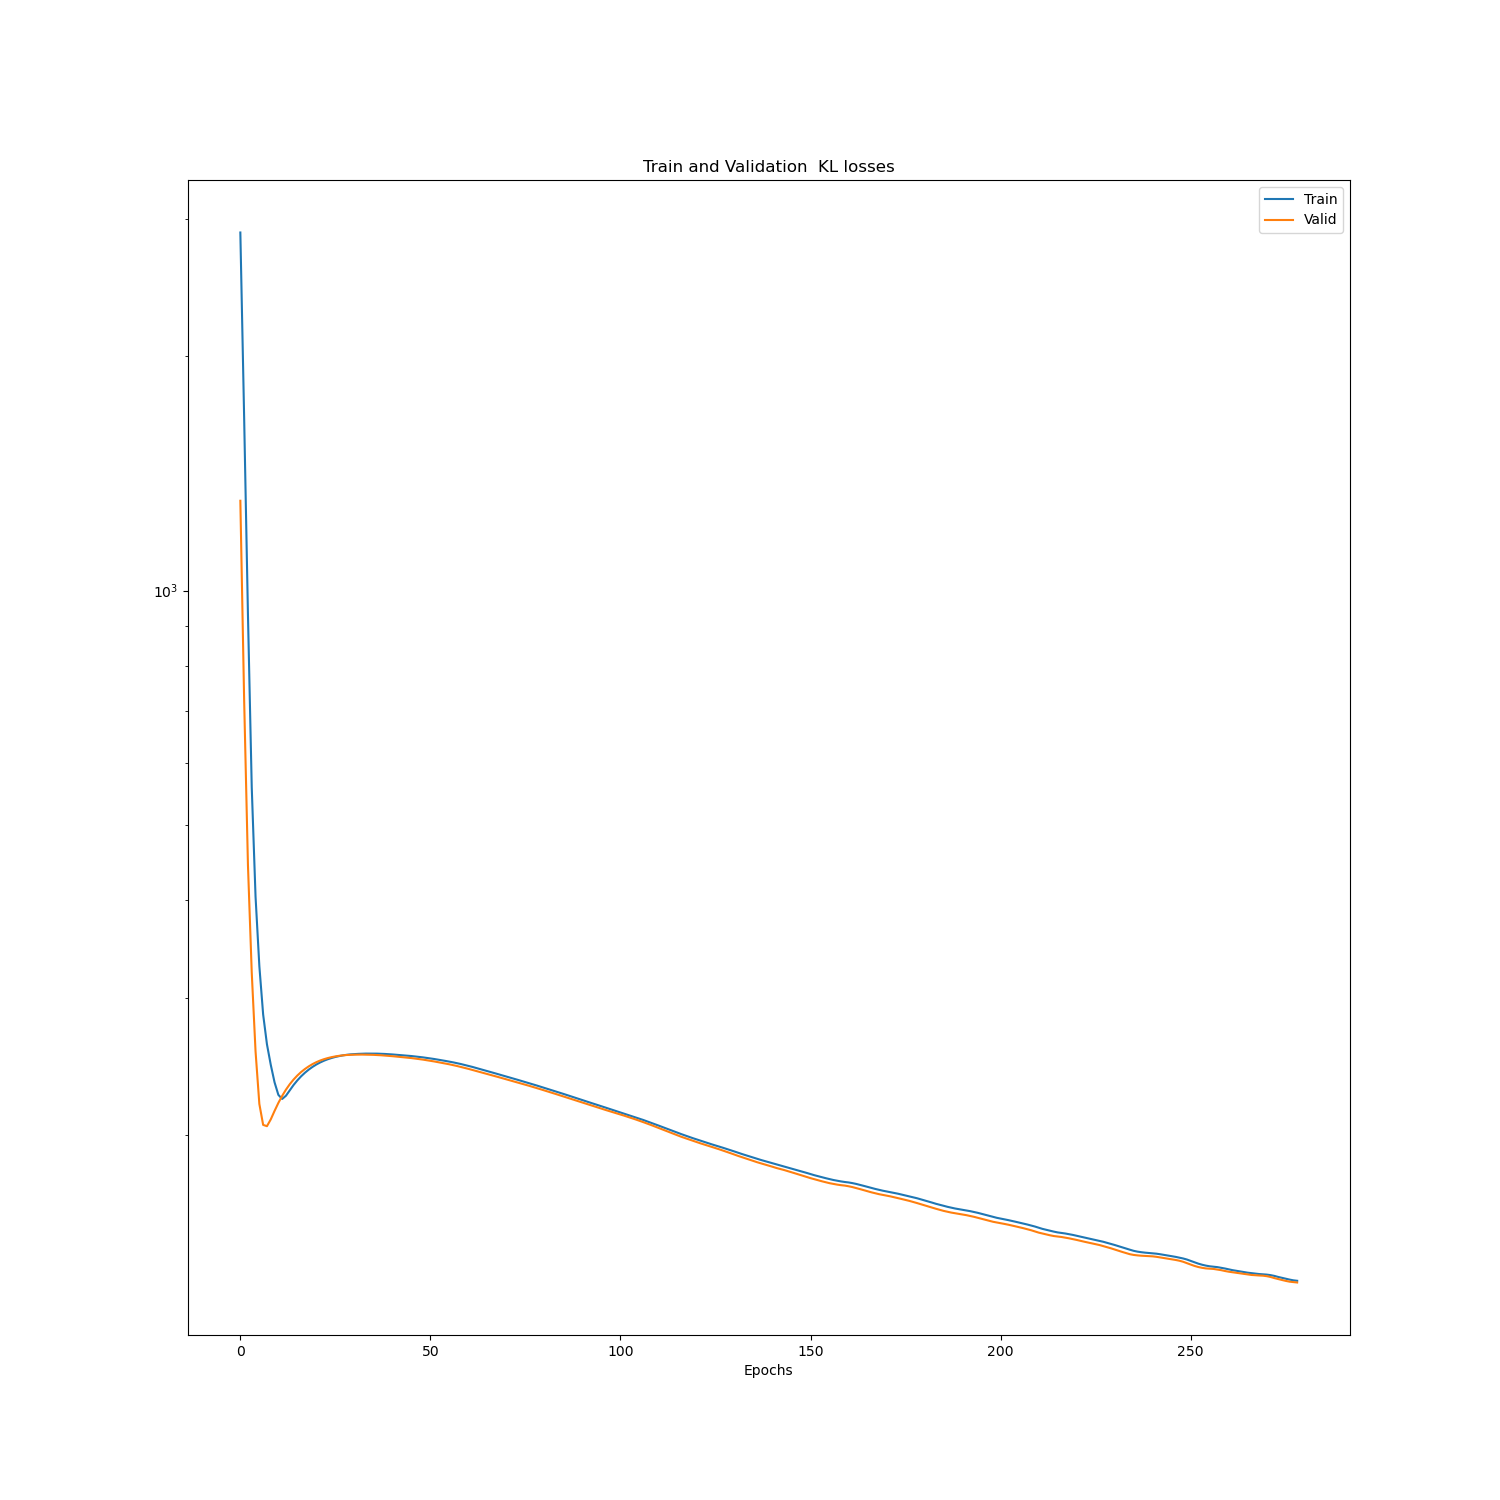 Train and Validation  KL losses
Train
Valid
10³
0 50 100 150 200 250
Epochs